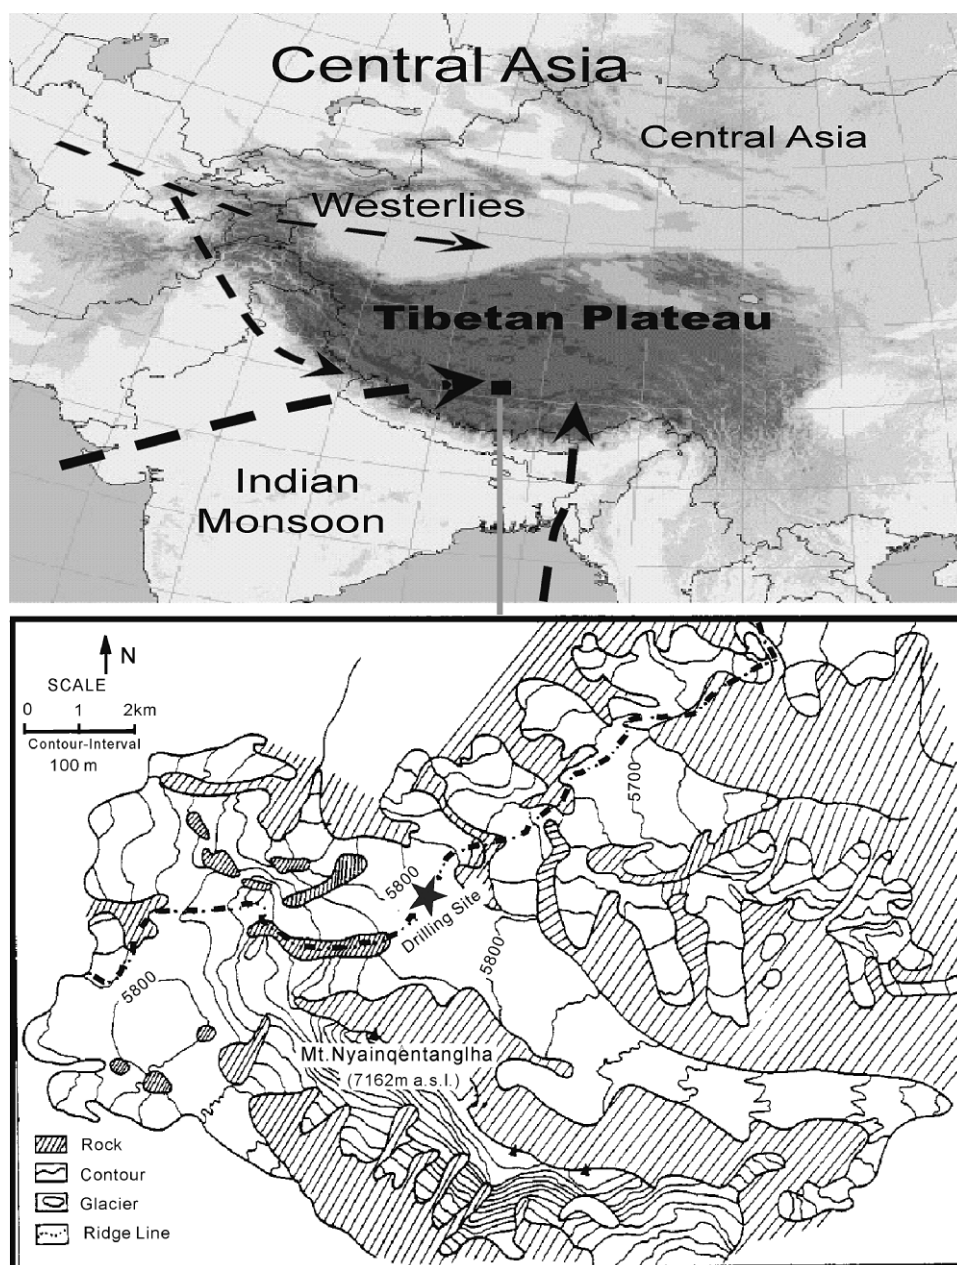 Central Asia
Central Asia
Westerlies
Tibetan Plateau
Indian
Monsoon
N
SCALE
0 1 2km
Contour-Interval
100 m
5700
5800
Drilling Site
5800
5800
Mt.Nyainqentanglha
(7162m a.s.l.)
Rock
Contour
Glacier
Ridge Line